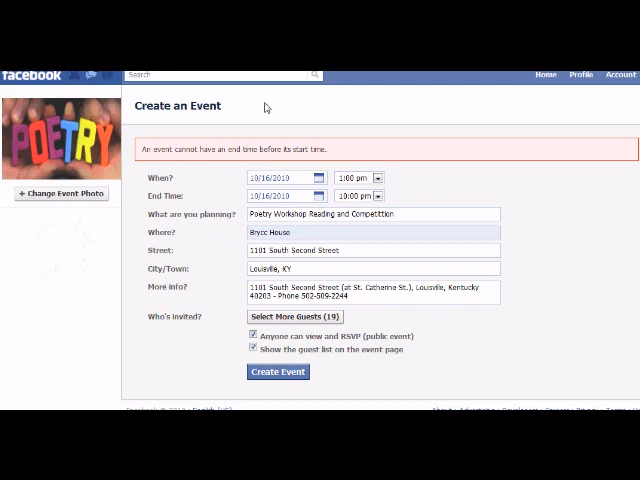 facebook
Search
Home Profile Account
Create an Event
POETRY
An event cannot have an end time before its start time.
+ Change Event Photo
When? 10/16/2010 1:00 pm
End Time: 10/16/2010 10:00 pm
What are you planning? Poetry Workshop Reading and Competition
Where? Brycc House
Street: 1101 South Second Street
City/Town: Louisville, KY
More info? 1101 South Second Street (at St. Catherine St.), Louisville, Kentucky
40203 - Phone 502-509-2244
Who's invited? Select More Guests (19)
Anyone can view and RSVP (public event)
Show the guest list on the event page
Create Event